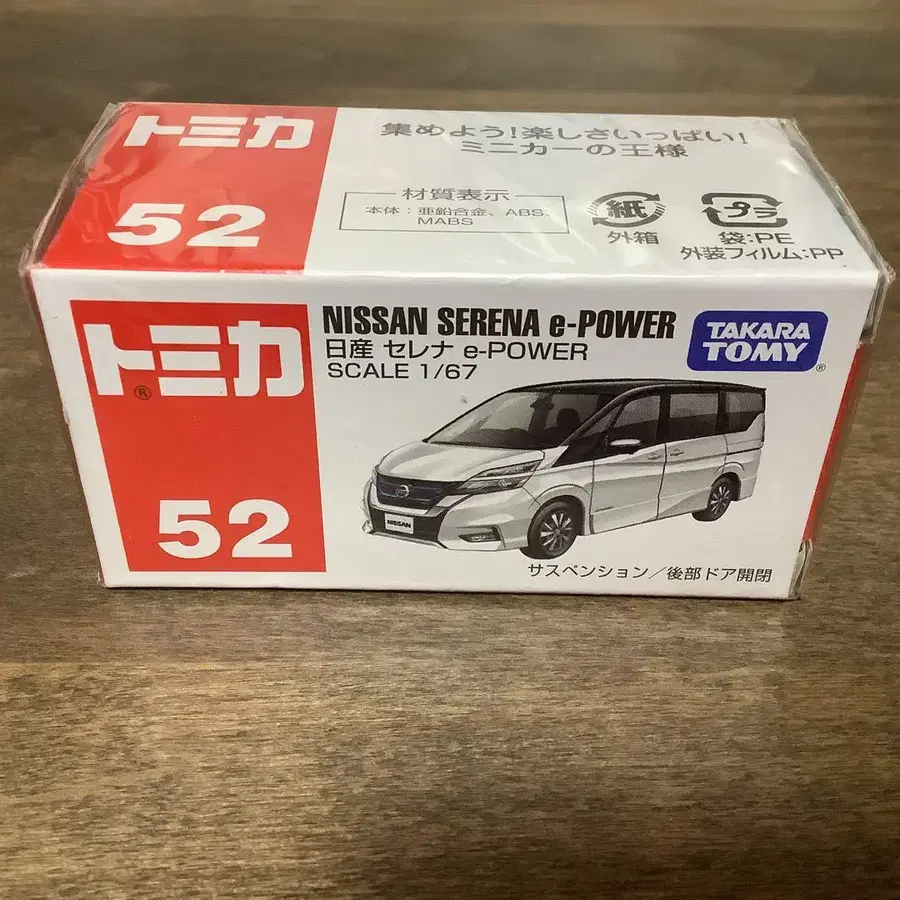 トミカ
52
集めよう!楽しさいっぱい!
ミニカーの王様
材質表示
本体:亜鉛合金、ABS、
MABS
紙
外箱
プラ
袋:PE
外装フィルム:PP
トミカ®
52
NISSAN SERENA e-POWER
日産 セレナ e-POWER
SCALE 1/67
TAKARA
TOMY®
NISSAN
サスペンション/後部ドア開閉